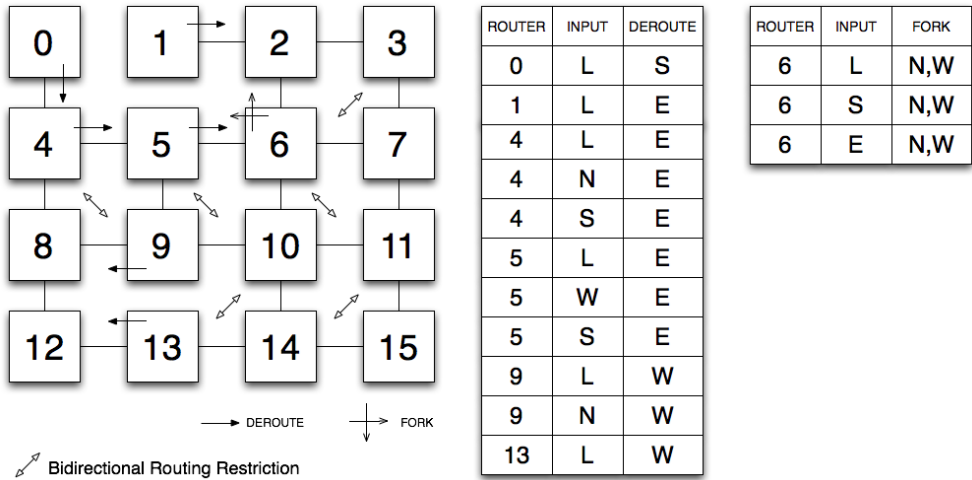 0 1 2 3
4 5 6 7
8 9 10 11
12 13 14 15
DEROUTE FORK
Bidirectional Routing Restriction
ROUTER INPUT DEROUTE
0 L S
1 L E
4 L E
4 N E
4 S E
5 L E
5 W E
5 S E
9 L W
9 N W
13 L W
ROUTER INPUT FORK
6 L N,W
6 S N,W
6 E N,W